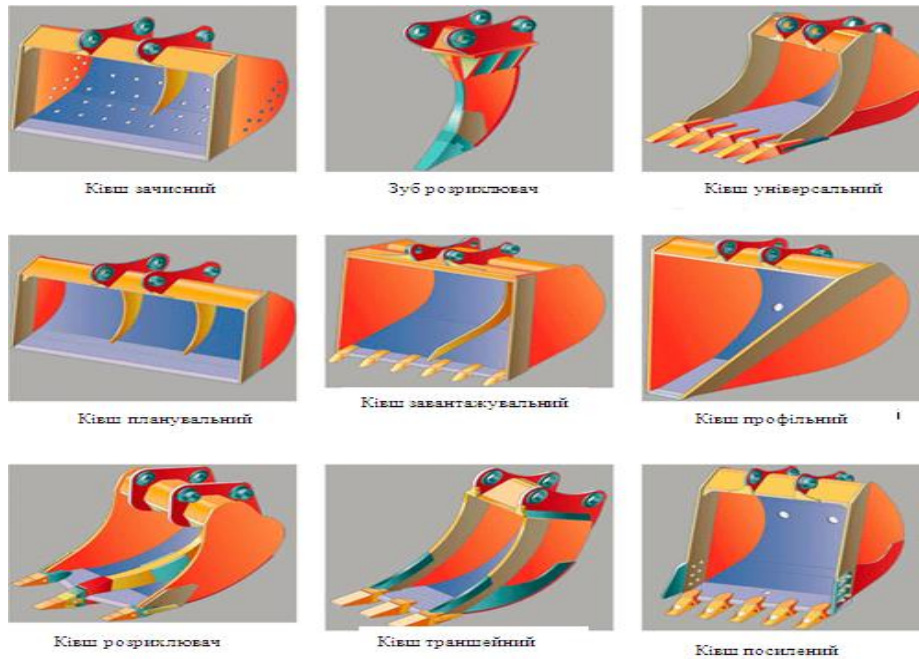 Ківш зачисний
Зуб розрихлювач
Ківш універсальний
Ківш планувальний
Ківш завантажувальний
Ківш профільний і
Ківш розрихлювач
Ківш траншейний
Ківш посилений